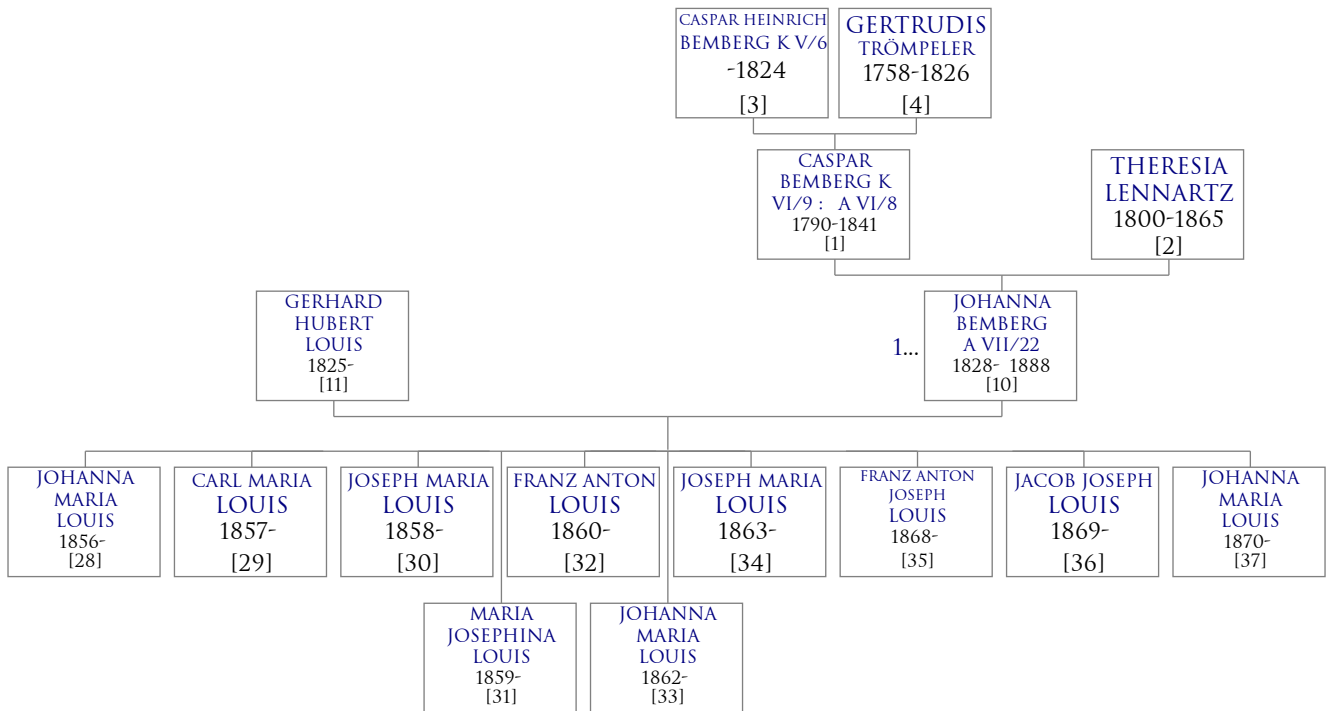 CASPAR HEINRICH
BEMBERG K V/6
-1824
[3]
GERTRUDIS
TRÖMPELER
1758-1826
[4]
CASPAR
BEMBERG K
VI/9 : A VI/8
1790-1841
[1]
THERESIA
LENNARTZ
1800-1865
[2]
GERHARD
HUBERT
LOUIS
1825-
[11]
1...
JOHANNA
BEMBERG
A VII/22
1828- 1888
[10]
JOHANNA
MARIA
LOUIS
1856-
[28]
CARL MARIA
LOUIS
1857-
[29]
JOSEPH MARIA
LOUIS
1858-
[30]
FRANZ ANTON
LOUIS
1860-
[32]
JOSEPH MARIA
LOUIS
1863-
[34]
FRANZ ANTON
JOSEPH
LOUIS
1868-
[35]
JACOB JOSEPH
LOUIS
1869-
[36]
JOHANNA
MARIA
LOUIS
1870-
[37]
MARIA
JOSEPHINA
LOUIS
1859-
[31]
JOHANNA
MARIA
LOUIS
1862-
[33]